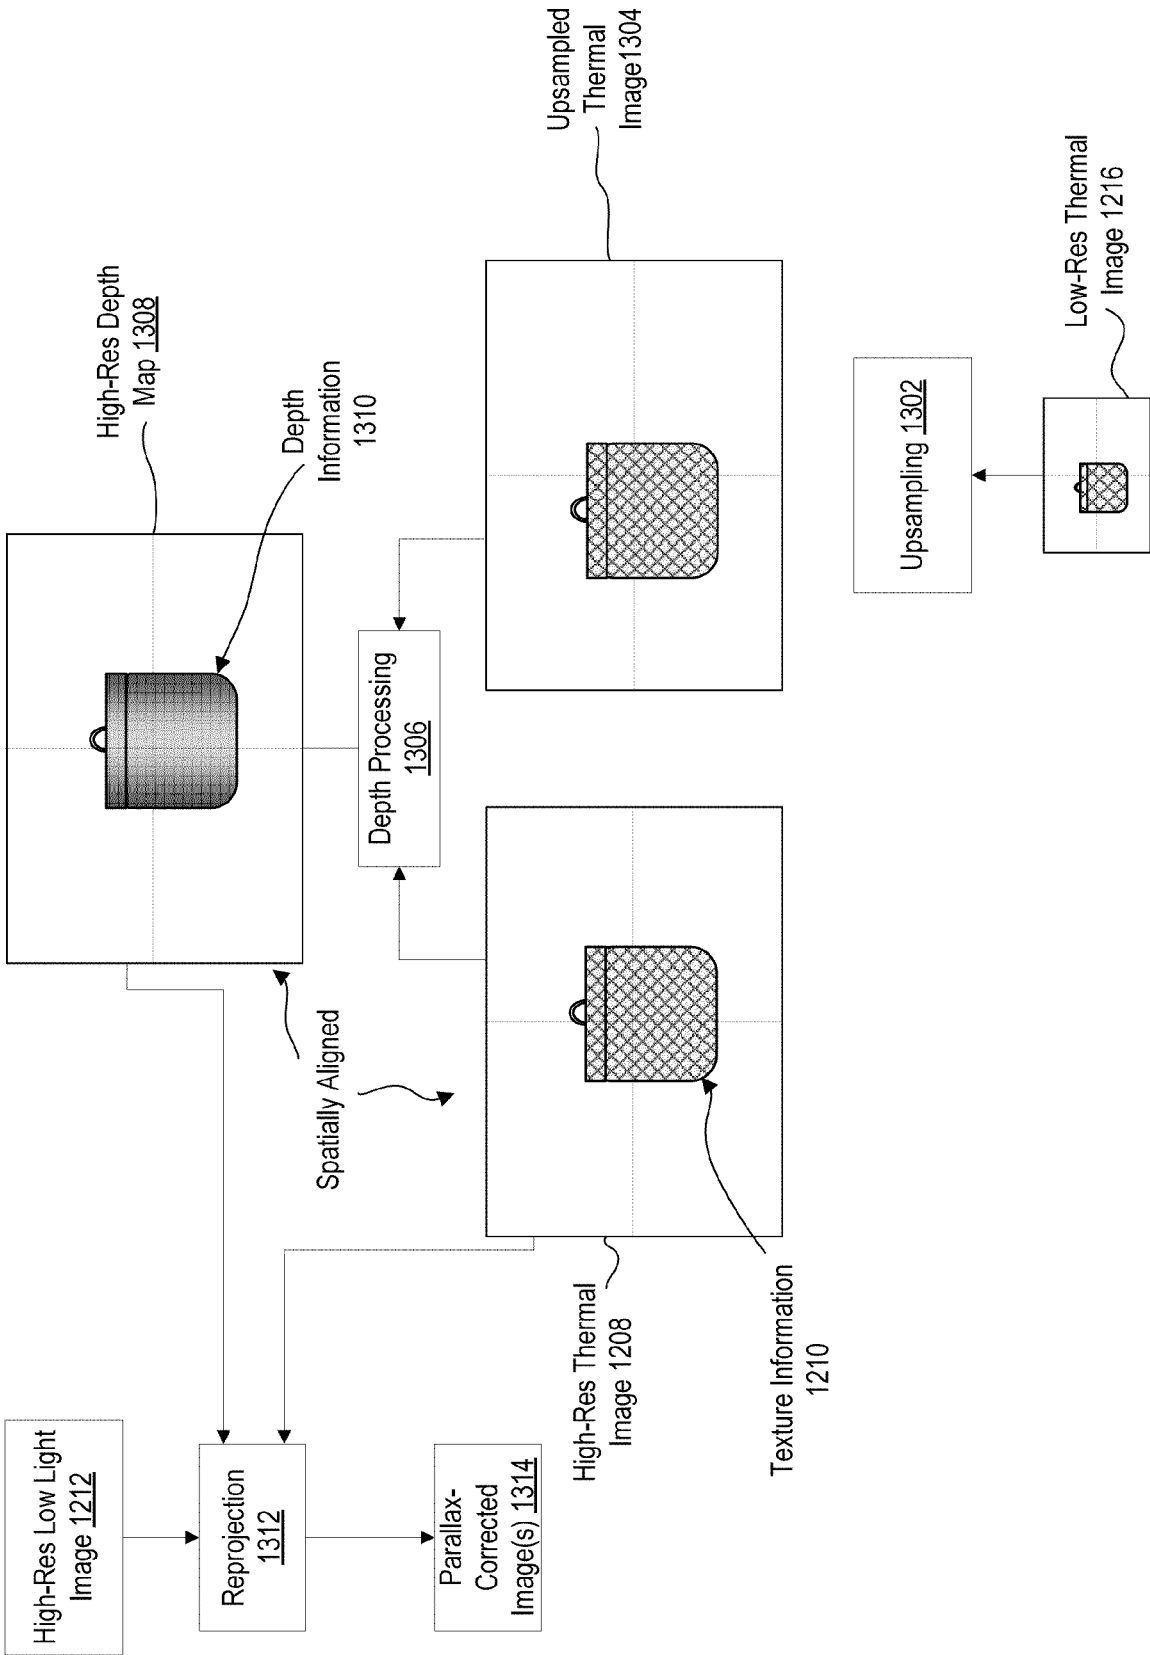 High-Res Low Light
Image 1212
Reprojection
1312
Parallax-
Corrected
Image(s) 1314
High-Res Depth
Map 1308
Depth
Information
1310
Spatially Aligned
Depth Processing
1306
High-Res Thermal
Image 1208
Texture Information
1210
Upsampled
Thermal
Image1304
Upsampling 1302
Low-Res Thermal
Image 1216